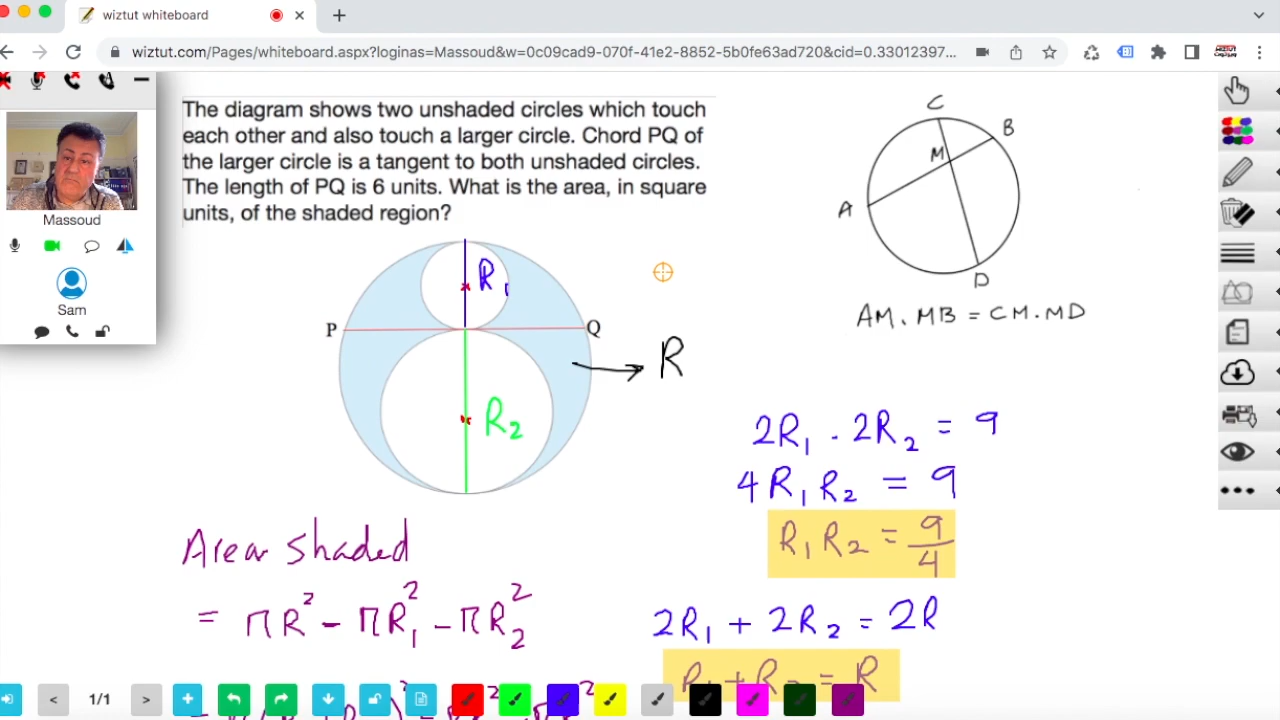 wiztut whiteboard
wiztut.com/Pages/whiteboard.aspx?loginas=Massoud&w=0c09cad9-070f-41e2-8852-5b0fe63ad720&cid=0.33012397...
Massoud
Sam
The diagram shows two unshaded circles which touch
each other and also touch a larger circle. Chord PQ of
the larger circle is a tangent to both unshaded circles.
The length of PQ is 6 units. What is the area, in square
units, of the shaded region?
C
B
M
A
D
AM. MB = CM. MD
R₁
P
Q
R
R₂
2R₁ . 2R₂ = 9
4R₁R₂ = 9
R₁R₂ = 9/4
Area shaded
= πR² - πR₁² - πR₂²
2R₁ + 2R₂ = 2R
R₁ + R₂ = R
1/1